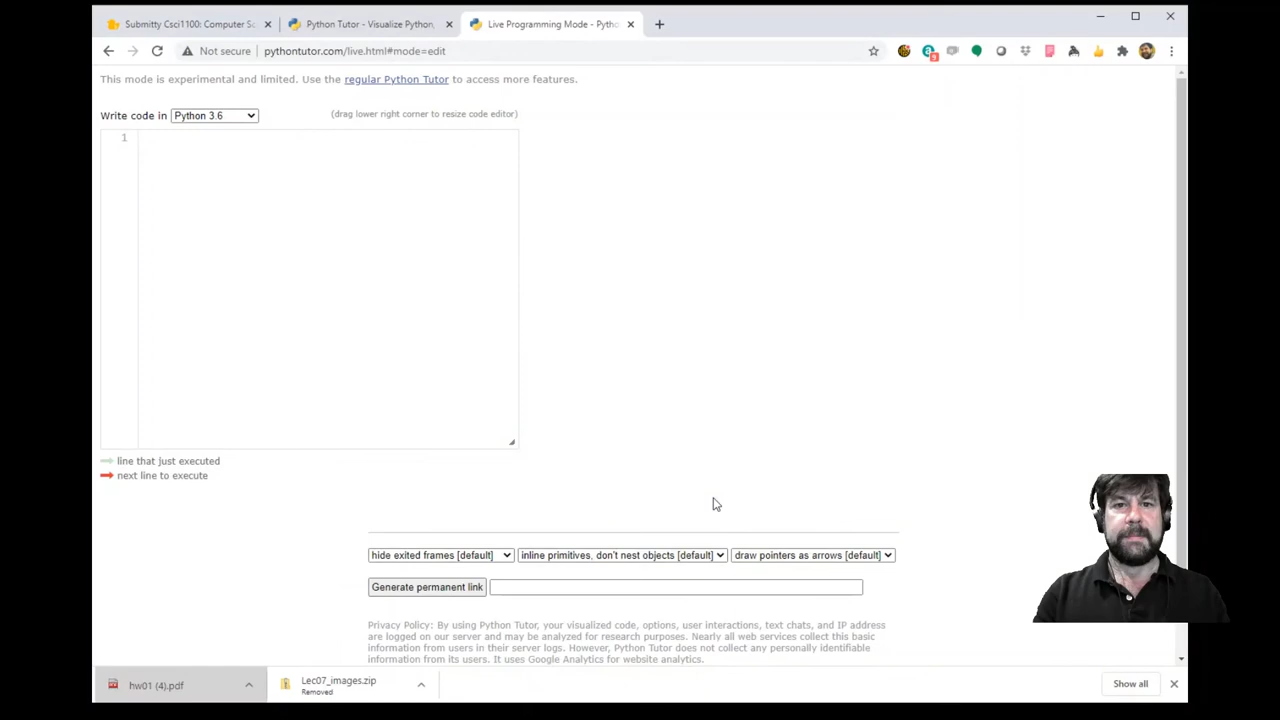 Submitty Csci1100: Computer Sc
Python Tutor - Visualize Python,
Live Programming Mode - Pytho
Not secure
pythontutor.com/live.html#mode=edit
9
This mode is experimental and limited. Use the regular Python Tutor to access more features.
Write code in Python 3.6
(drag lower right corner to resize code editor)
1
line that just executed
next line to execute
hide exited frames [default] inline primitives, don't nest objects [default] draw pointers as arrows [default]
Generate permanent link
Privacy Policy: By using Python Tutor, your visualized code, options, user interactions, text chats, and IP address
are logged on our server and may be analyzed for research purposes. Nearly all web services collect this basic
information from users in their server logs. However, Python Tutor does not collect any personally identifiable
information from its users. It uses Google Analytics for website analytics.
hw01 (4).pdf
Lec07_images.zip
Removed
Show all